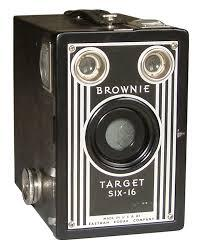 BROWNIE
TARGET
SIX-16
MADE IN U.S.A. BY
EASTMAN KODAK COMPANY